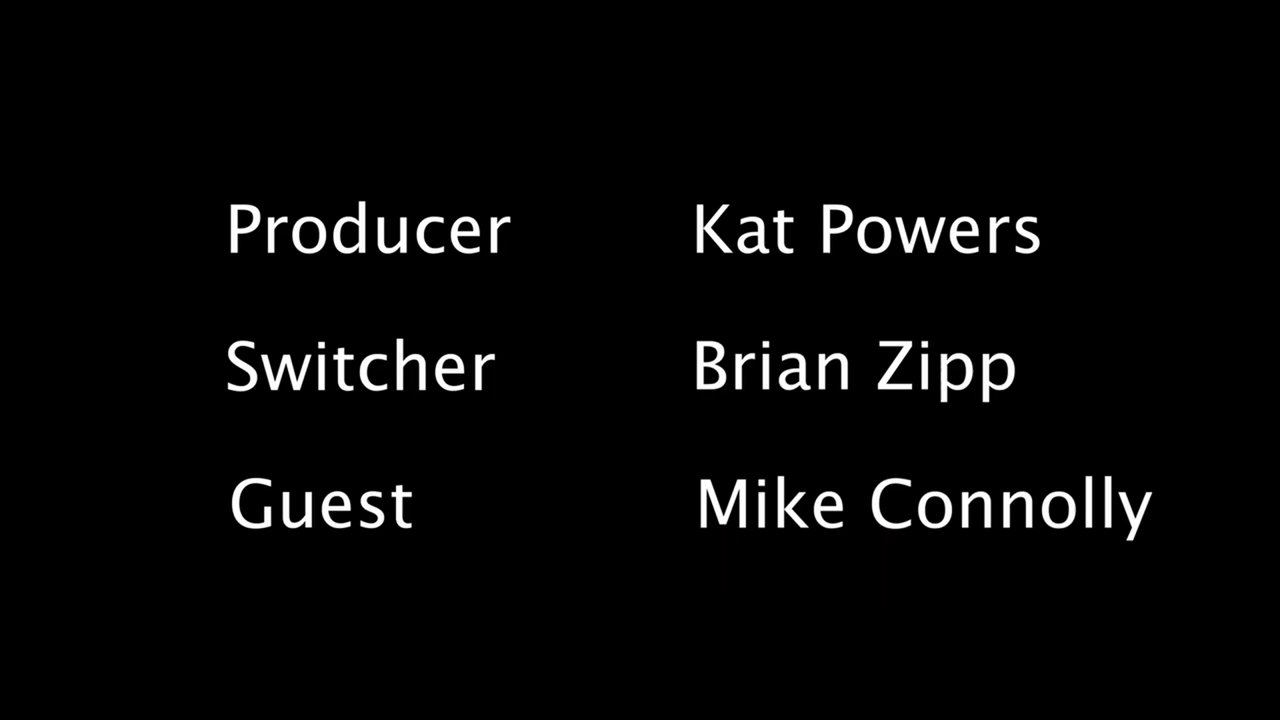 Producer Kat Powers
Switcher Brian Zipp
Guest Mike Connolly